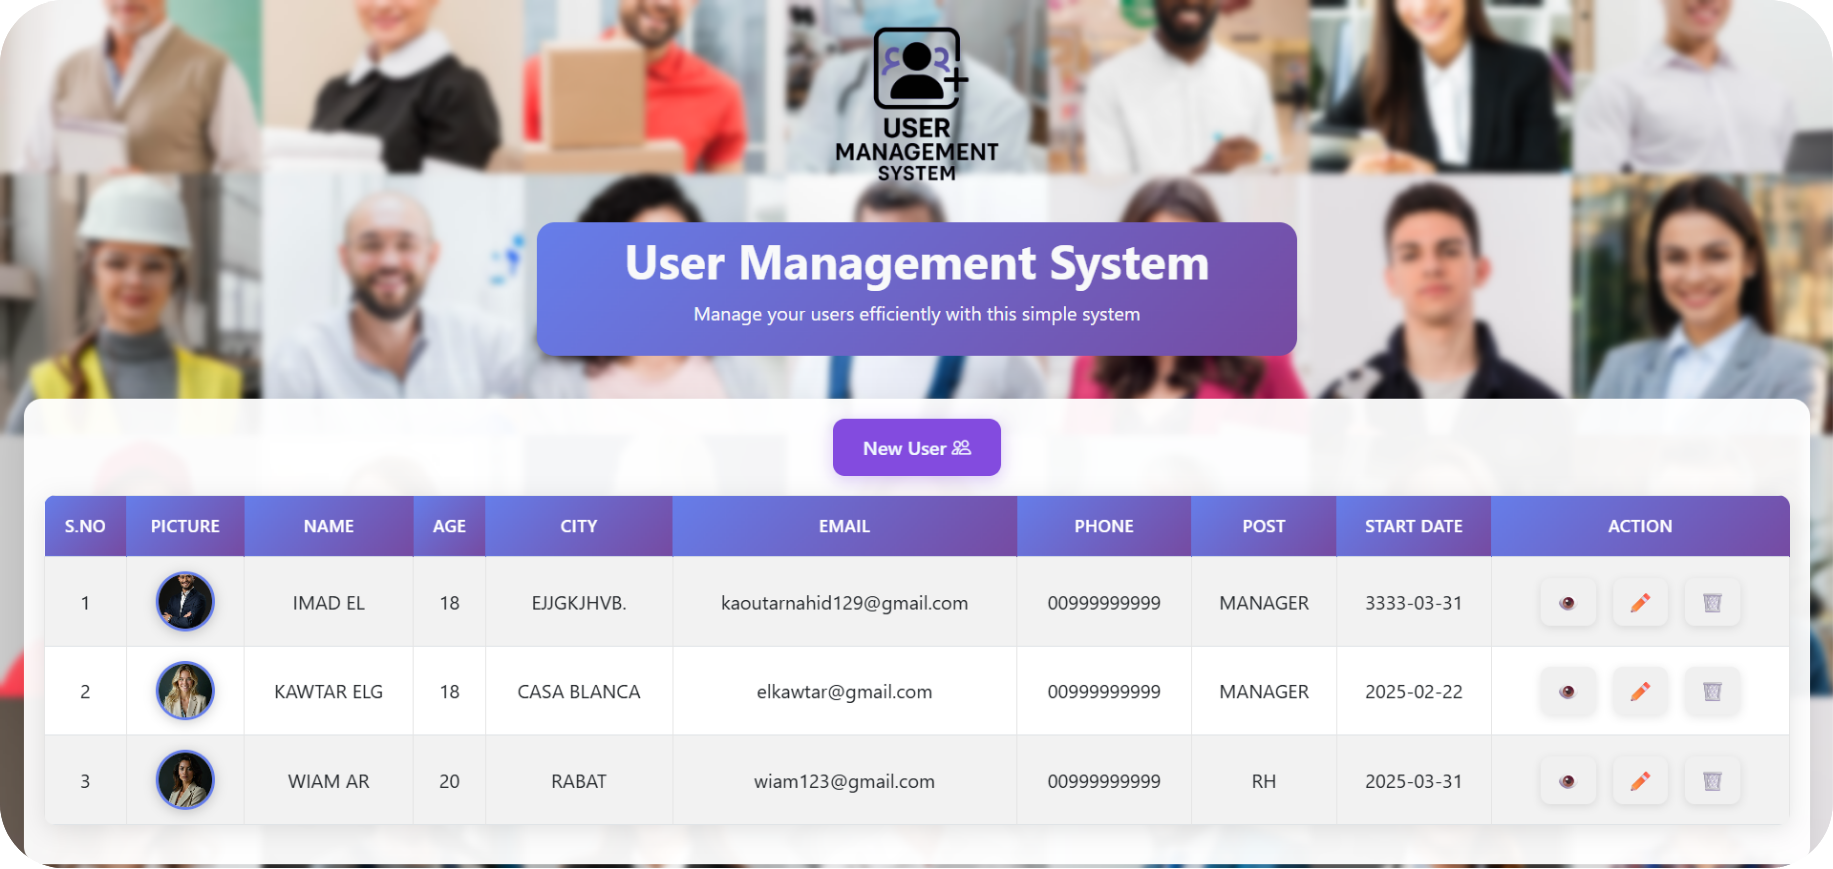 USER
MANAGEMENT
SYSTEM
User Management System
Manage your users efficiently with this simple system
New User
S.NO PICTURE NAME AGE CITY EMAIL PHONE POST START DATE ACTION
1 IMAD EL 18 EJJGKJHVB. kaoutarnahid129@gmail.com 00999999999 MANAGER 3333-03-31
2 KAWTAR ELG 18 CASA BLANCA elkawtar@gmail.com 00999999999 MANAGER 2025-02-22
3 WIAM AR 20 RABAT wiam123@gmail.com 00999999999 RH 2025-03-31